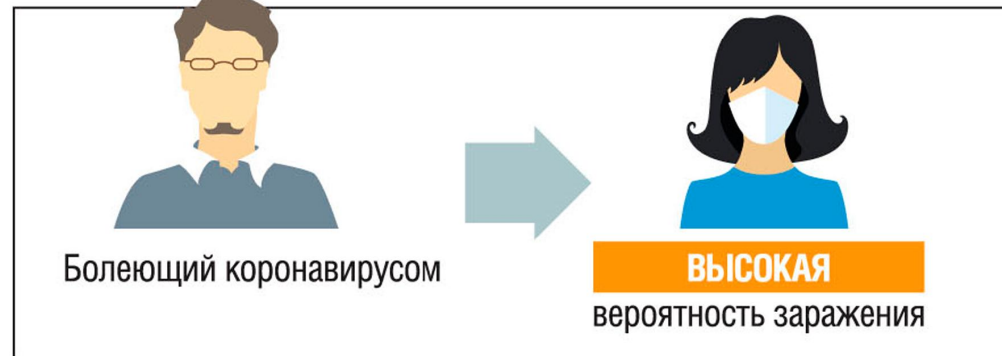 Болеющий коронавирусом
ВЫСОКАЯ
вероятность заражения